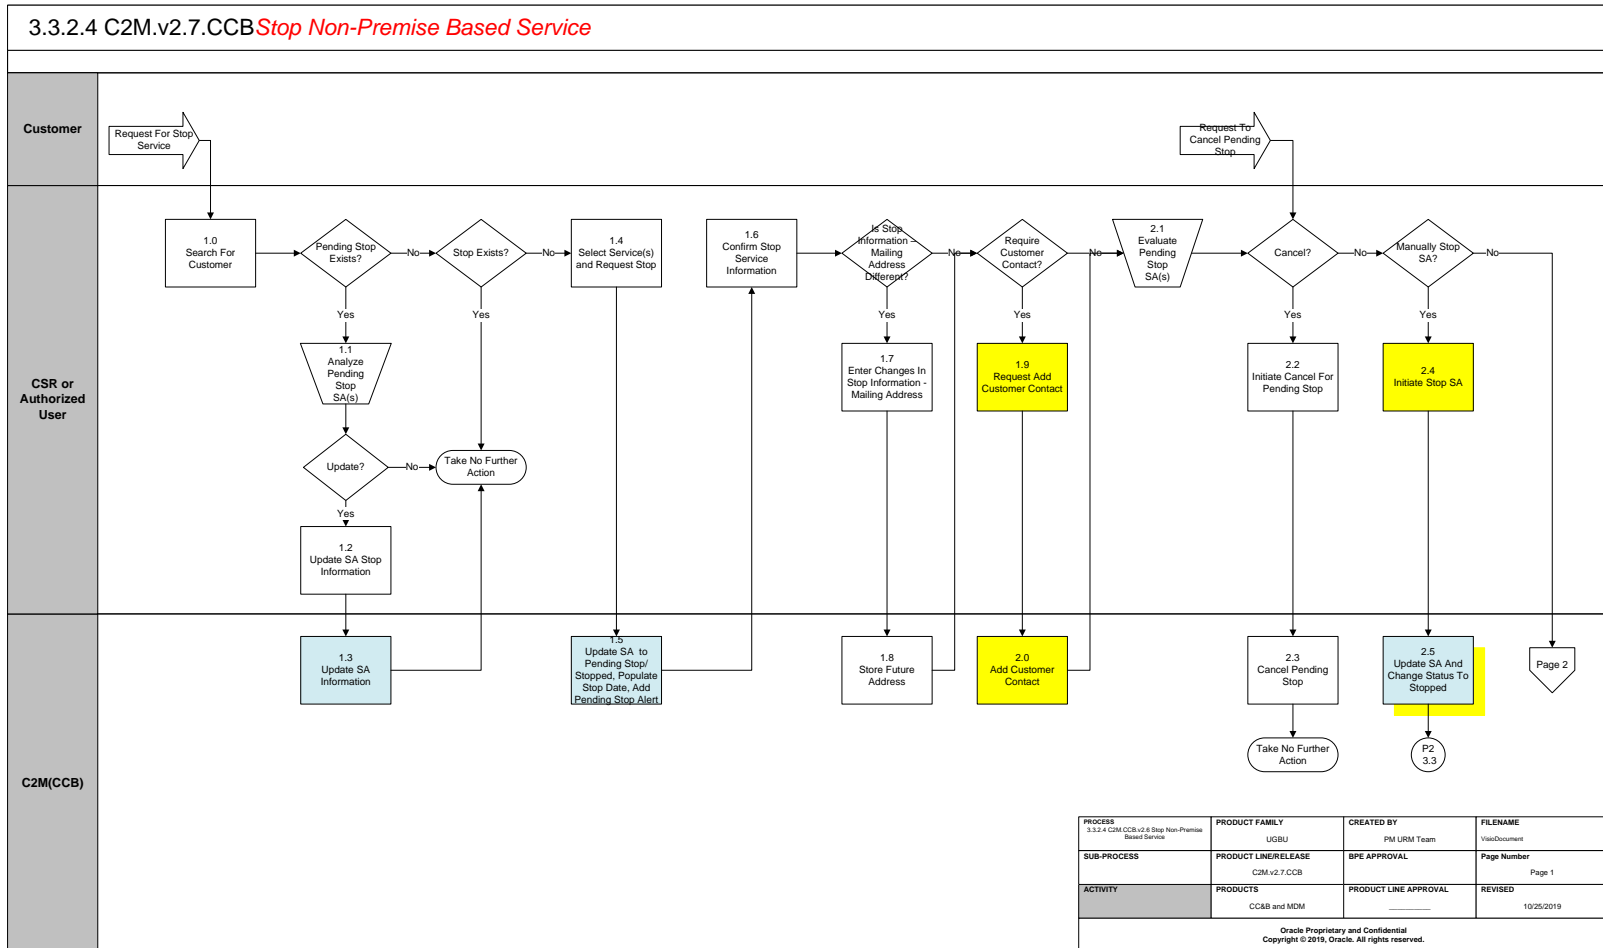 3.3.2.4 C2M.v2.7.CCB Stop Non-Premise Based Service
Customer
Request For Stop
Service
Request To
Cancel Pending
Stop
CSR or
Authorized
User
1.0
Search For
Customer
Pending Stop
Exists?
No
Stop Exists?
No
1.4
Select Service(s)
and Request Stop
1.6
Confirm Stop
Service
Information
Is Stop
Information –
Mailing
Address
Different?
No
Require
Customer
Contact?
No
2.1
Evaluate
Pending
Stop
SA(s)
Cancel?
No
Manually Stop
SA?
No
Yes
Yes
Yes
Yes
Yes
Yes
1.1
Analyze
Pending
Stop
SA(s)
1.7
Enter Changes In
Stop Information -
Mailing Address
1.9
Request Add
Customer Contact
2.2
Initiate Cancel For
Pending Stop
2.4
Initiate Stop SA
Update?
No
Take No Further
Action
Yes
1.2
Update SA Stop
Information
C2M(CCB)
1.3
Update SA
Information
1.5
Update SA to
Pending Stop/
Stopped, Populate
Stop Date, Add
Pending Stop Alert
1.8
Store Future
Address
2.0
Add Customer
Contact
2.3
Cancel Pending
Stop
2.5
Update SA And
Change Status To
Stopped
Page 2
Take No Further
Action
P2
3.3
PROCESS
3.3.2.4 C2M.CCB.v2.6 Stop Non-Premise
Based Service
PRODUCT FAMILY
UGBU
CREATED BY
PM URM Team
FILENAME
VisioDocument
SUB-PROCESS
PRODUCT LINE/RELEASE
C2M.v2.7.CCB
BPE APPROVAL
Page Number
Page 1
ACTIVITY
PRODUCTS
CC&B and MDM
PRODUCT LINE APPROVAL
___________
REVISED
10/25/2019
Oracle Proprietary and Confidential
Copyright © 2019, Oracle. All rights reserved.